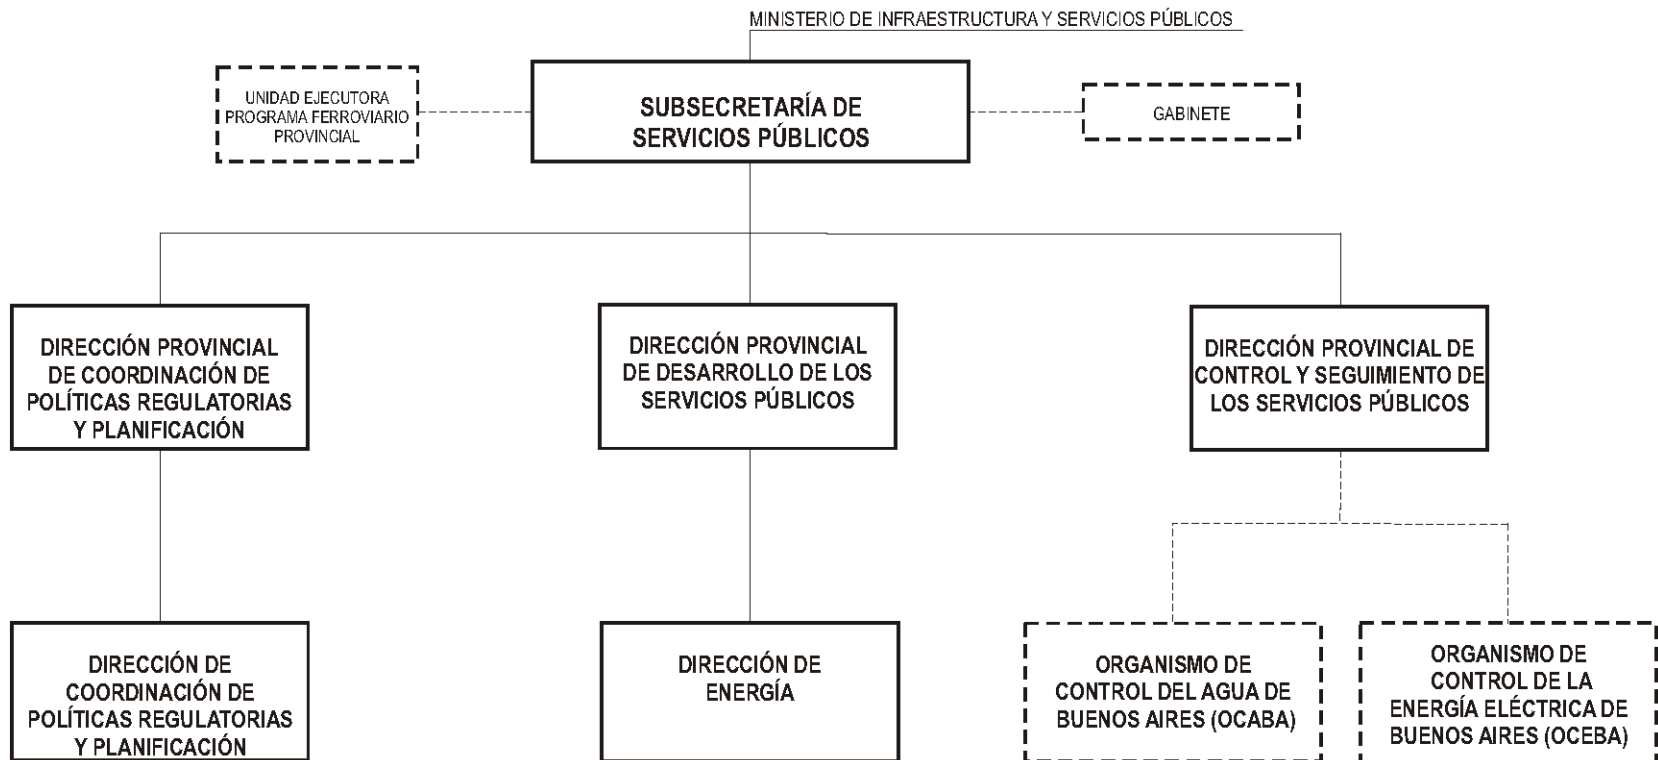 MINISTERIO DE INFRAESTRUCTURA Y SERVICIOS PÚBLICOS
UNIDAD EJECUTORA
PROGRAMA FERROVIARIO
PROVINCIAL
SUBSECRETARÍA DE
SERVICIOS PÚBLICOS
GABINETE
DIRECCIÓN PROVINCIAL
DE COORDINACIÓN DE
POLÍTICAS REGULATORIAS
Y PLANIFICACIÓN
DIRECCIÓN PROVINCIAL
DE DESARROLLO DE LOS
SERVICIOS PÚBLICOS
DIRECCIÓN PROVINCIAL DE
CONTROL Y SEGUIMIENTO DE
LOS SERVICIOS PÚBLICOS
DIRECCIÓN DE
COORDINACIÓN DE
POLÍTICAS REGULATORIAS
Y PLANIFICACIÓN
DIRECCIÓN DE
ENERGÍA
ORGANISMO DE
CONTROL DEL AGUA DE
BUENOS AIRES (OCABA)
ORGANISMO DE
CONTROL DE LA
ENERGÍA ELÉCTRICA DE
BUENOS AIRES (OCEBA)